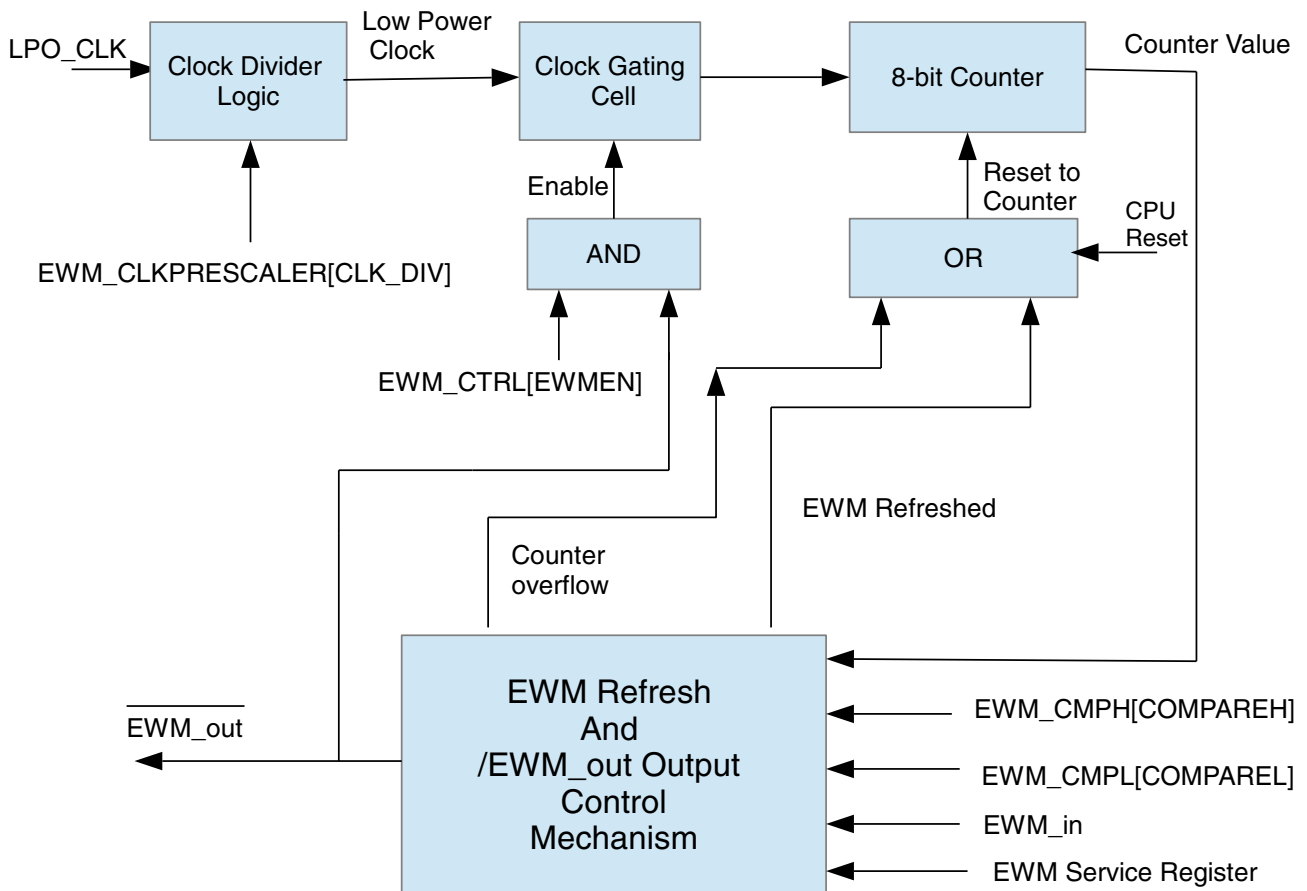 LPO_CLK
Clock Divider
Logic
Low Power
Clock
Clock Gating
Cell
8-bit Counter
Counter Value
Enable
Reset to
Counter
CPU
Reset
AND
OR
EWM_CLKPRESCALER[CLK_DIV]
EWM_CTRL[EWMEN]
EWM Refreshed
Counter
overflow
EWM_out
EWM Refresh
And
/EWM_out Output
Control
Mechanism
EWM_CMPH[COMPAREH]
EWM_CMPL[COMPAREL]
EWM_in
EWM Service Register